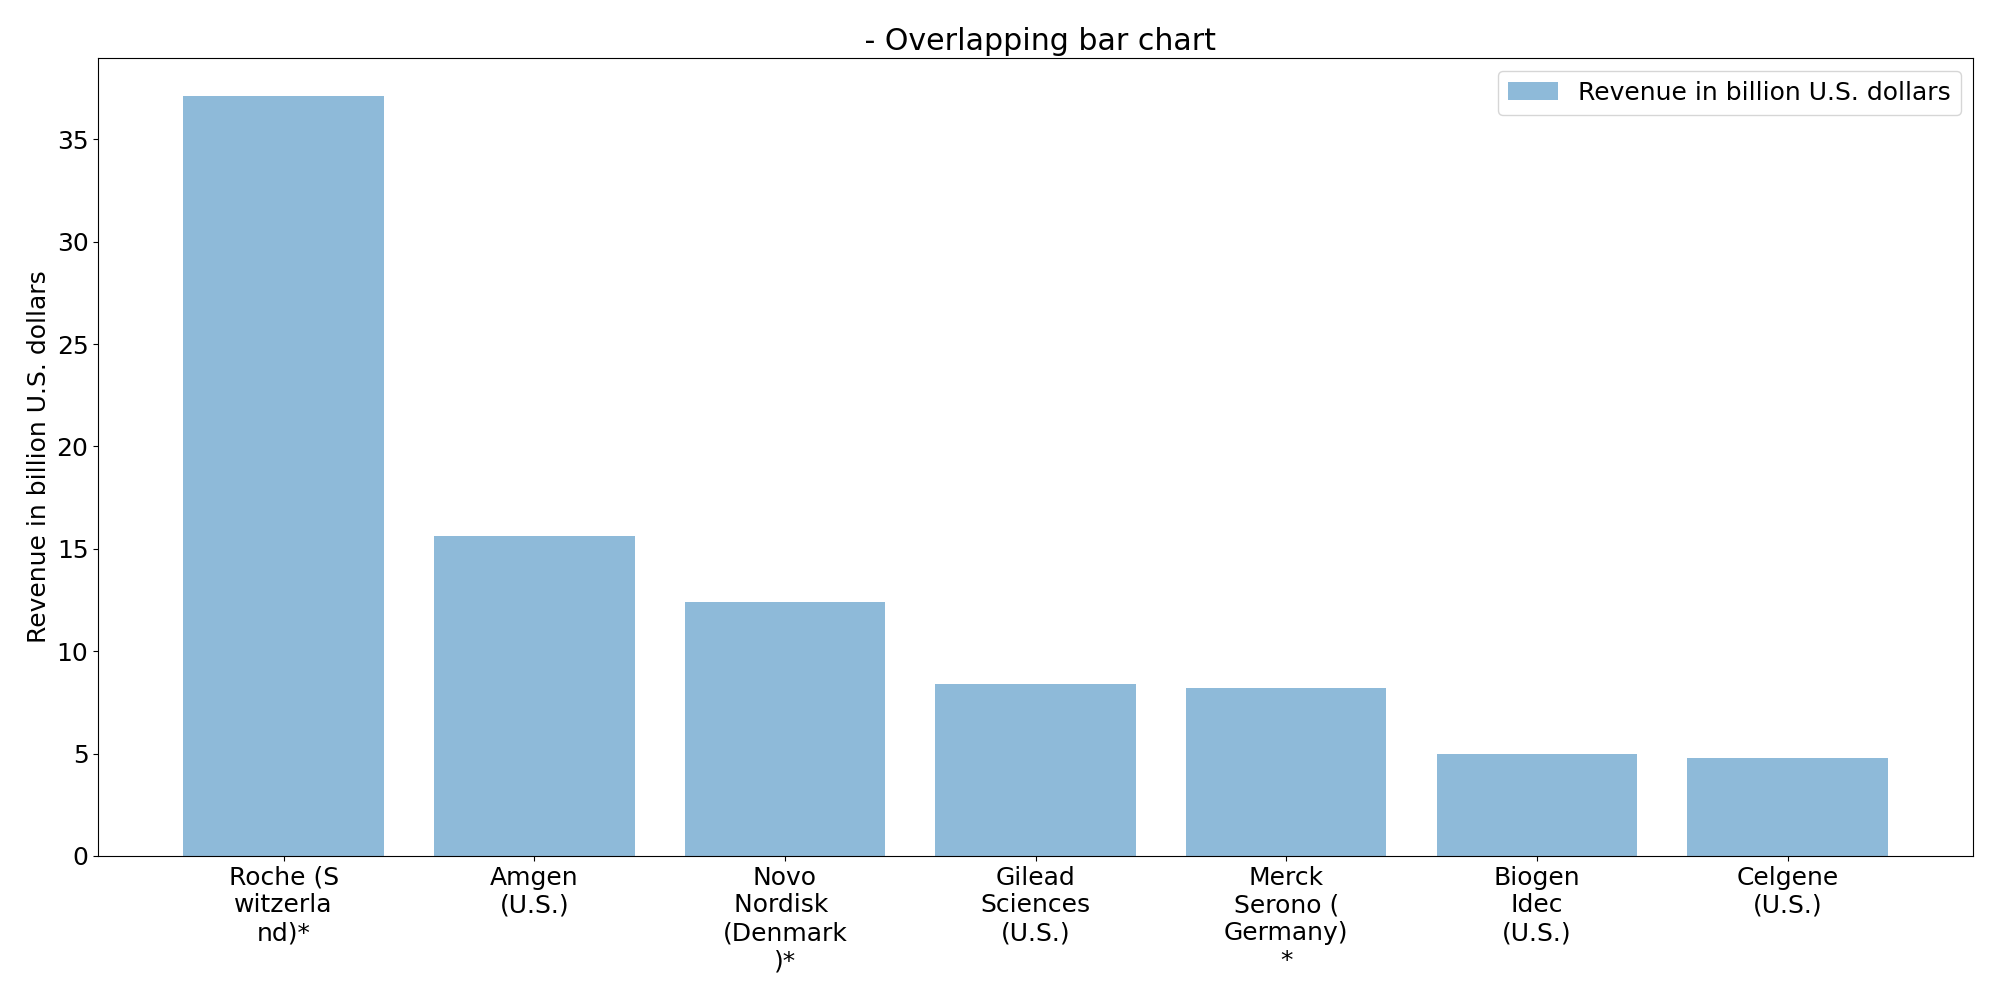 - Overlapping bar chart
Revenue in billion U.S. dollars
Revenue in billion U.S. dollars
35
30
25
20
15
10
5
0
Roche (S
witzerla
nd)*
Amgen
(U.S.)
Novo
Nordisk
(Denmark
)*
Gilead
Sciences
(U.S.)
Merck
Serono (
Germany)
*
Biogen
Idec
(U.S.)
Celgene
(U.S.)